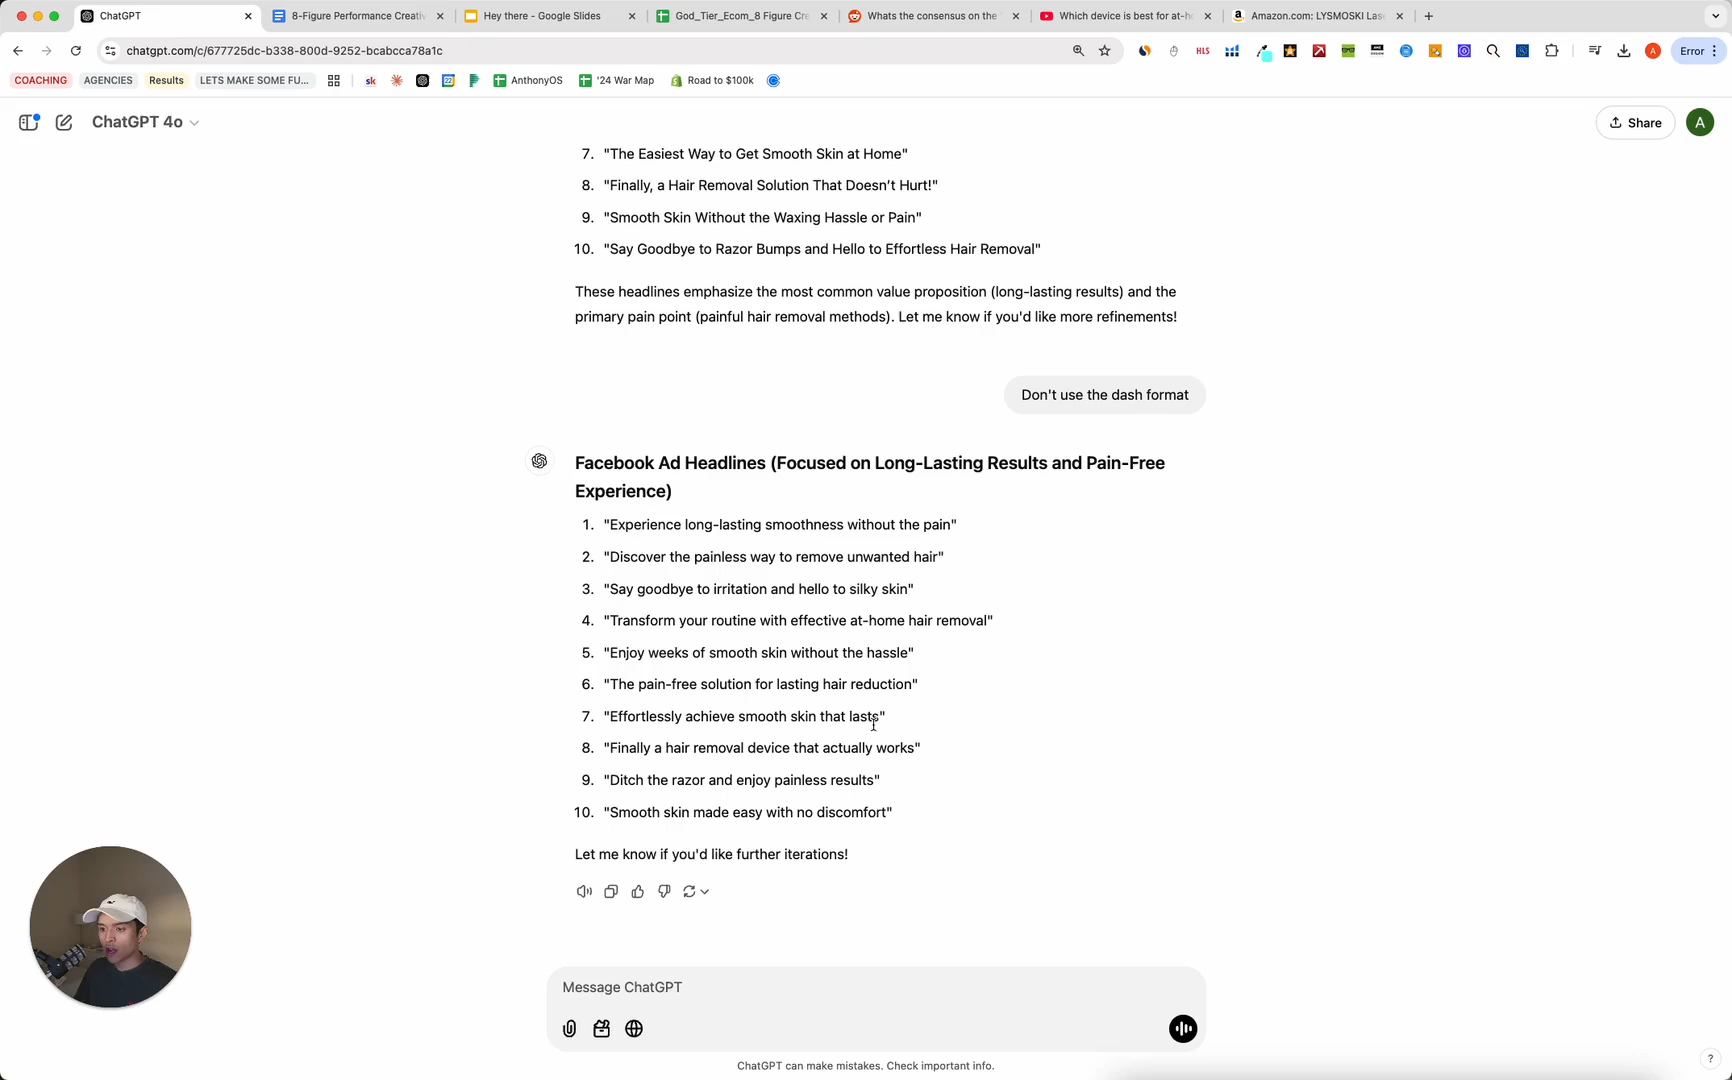 ChatGPT
8-Figure Performance Creativ
Hey there - Google Slides
God_Tier_Ecom_8 Figure Cre
Whats the consensus on the
Which device is best for at-ho
Amazon.com: LYSMOSKI Las
chatgpt.com/c/677725dc-b338-800d-9252-bcabcca78a1c
HLS
A
Error
COACHING
AGENCIES
Results
LETS MAKE SOME FU...
sk
AnthonyOS
'24 War Map
Road to $100k
ChatGPT 4o
Share
A
7. "The Easiest Way to Get Smooth Skin at Home"
8. "Finally, a Hair Removal Solution That Doesn’t Hurt!"
9. "Smooth Skin Without the Waxing Hassle or Pain"
10. "Say Goodbye to Razor Bumps and Hello to Effortless Hair Removal"
These headlines emphasize the most common value proposition (long-lasting results) and the
primary pain point (painful hair removal methods). Let me know if you'd like more refinements!
Don't use the dash format
Facebook Ad Headlines (Focused on Long-Lasting Results and Pain-Free
Experience)
1. "Experience long-lasting smoothness without the pain"
2. "Discover the painless way to remove unwanted hair"
3. "Say goodbye to irritation and hello to silky skin"
4. "Transform your routine with effective at-home hair removal"
5. "Enjoy weeks of smooth skin without the hassle"
6. "The pain-free solution for lasting hair reduction"
7. "Effortlessly achieve smooth skin that lasts"
8. "Finally a hair removal device that actually works"
9. "Ditch the razor and enjoy painless results"
10. "Smooth skin made easy with no discomfort"
Let me know if you'd like further iterations!
Message ChatGPT
ChatGPT can make mistakes. Check important info.
?